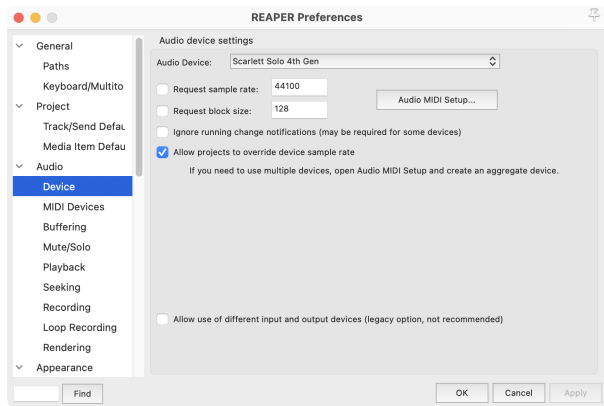 REAPER Preferences
General
Paths
Keyboard/Multito
Project
Track/Send Defau
Media Item Defau
Audio
Device
MIDI Devices
Buffering
Mute/Solo
Playback
Seeking
Recording
Loop Recording
Rendering
Appearance
Find
Audio device settings
Audio Device: Scarlett Solo 4th Gen
Request sample rate: 44100
Request block size: 128
Audio MIDI Setup...
Ignore running change notifications (may be required for some devices)
Allow projects to override device sample rate
If you need to use multiple devices, open Audio MIDI Setup and create an aggregate device.
Allow use of different input and output devices (legacy option, not recommended)
OK Cancel Apply